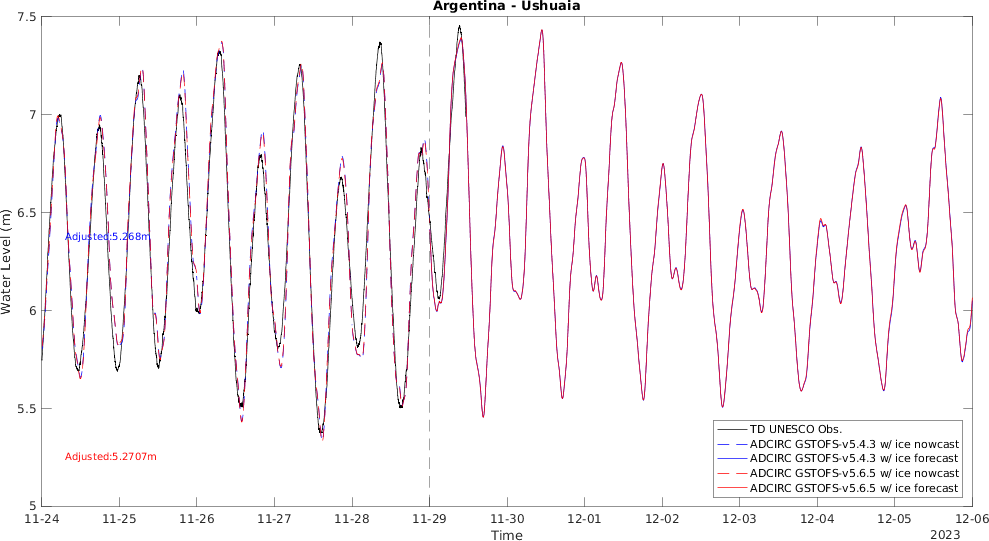 Argentina - Ushuaia
7.5
7
6.5
6
5.5
5
Water Level (m)
Adjusted:5.268m
Adjusted:5.2707m
TD UNESCO Obs.
ADCIRC GSTOFS-v5.4.3 w/ ice nowcast
ADCIRC GSTOFS-v5.4.3 w/ ice forecast
ADCIRC GSTOFS-v5.6.5 w/ ice nowcast
ADCIRC GSTOFS-v5.6.5 w/ ice forecast
11-24 11-25 11-26 11-27 11-28 11-29 11-30 12-01 12-02 12-03 12-04 12-05 12-06
Time
2023